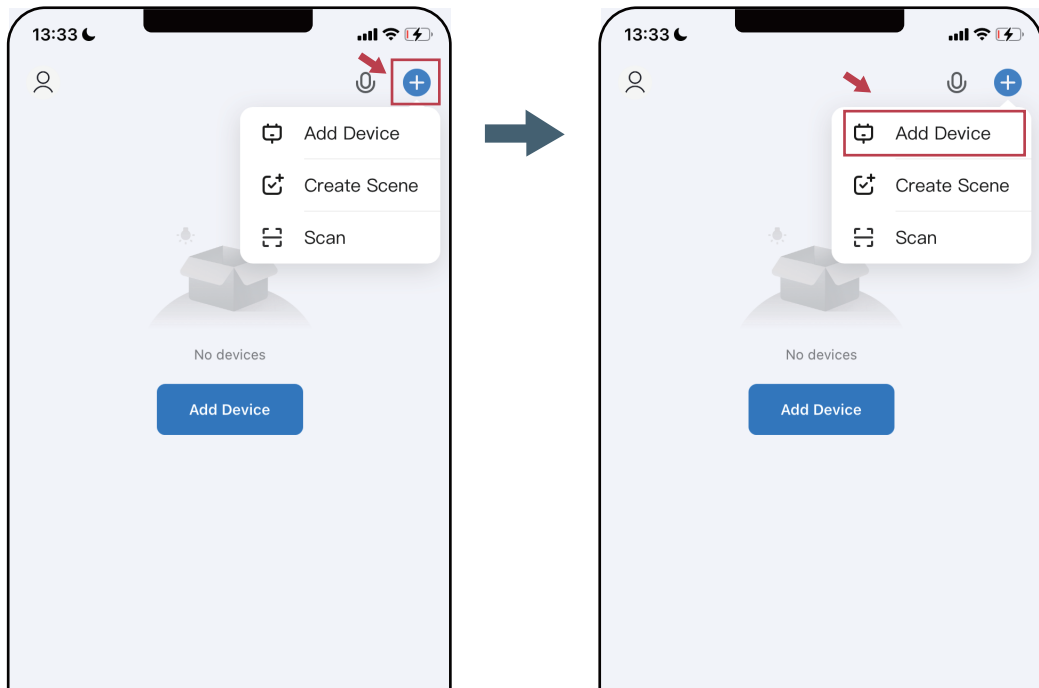 13:33
Add Device
Create Scene
Scan
No devices
Add Device
13:33
Add Device
Create Scene
Scan
No devices
Add Device